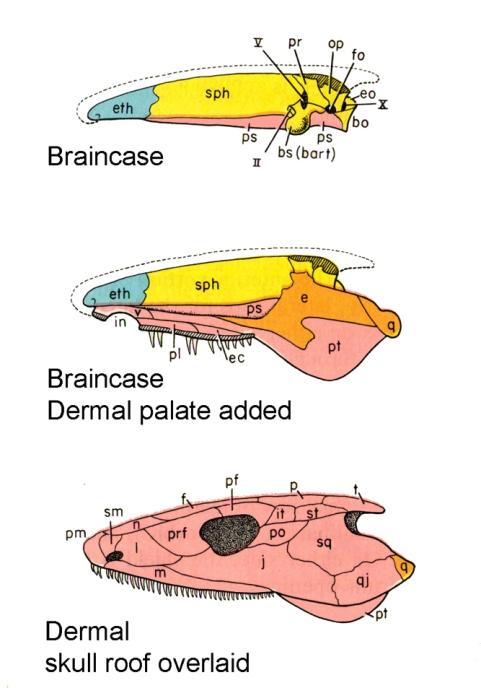 V pr op fo
eo X
sph
eth
bo
ps ps
II bs (bart)
Braincase
sph e
eth
ps
v
in q
pl ec pt
Braincase
Dermal palate added
pf
f p t
sm
n it st
pm prf po
l sq
j q
m qj
pt
Dermal
skull roof overlaid